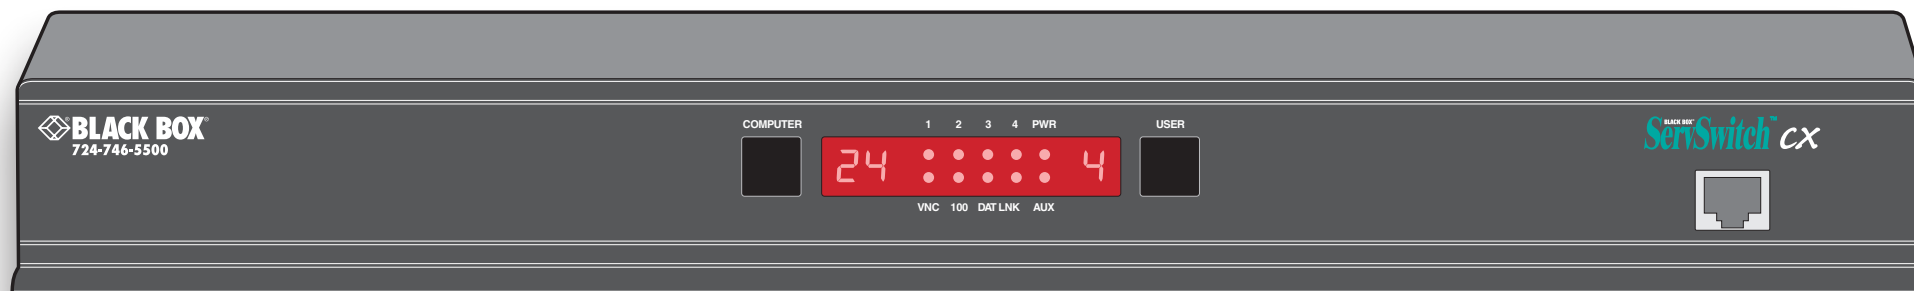 BLACK BOX®
724-746-5500
COMPUTER
1 2 3 4 PWR
USER
24
4
VNC 100 DAT LNK AUX
BLACK BOX®
ServSwitch™ CX